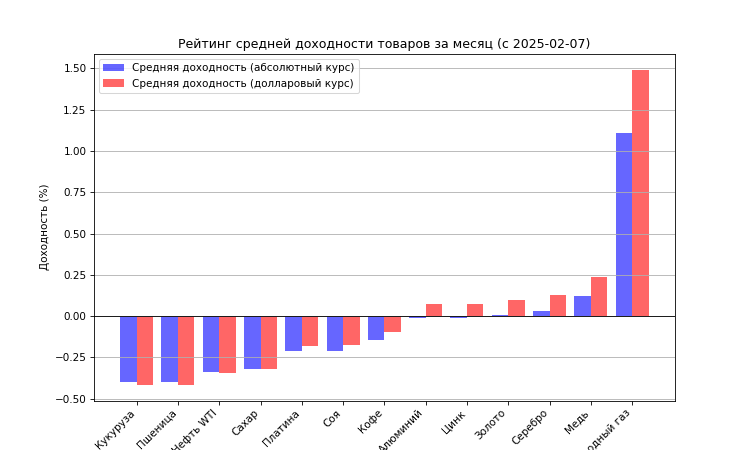 Рейтинг средней доходности товаров за месяц (с 2025-02-07)
Средняя доходность (абсолютный курс)
Средняя доходность (долларовый курс)
Доходность (%)
1.50
1.25
1.00
0.75
0.50
0.25
0.00
−0.25
−0.50
Кукуруза
Пшеница
Нефть WTI
Сахар
Платина
Соя
Кофе
Алюминий
Цинк
Золото
Серебро
Медь
газ